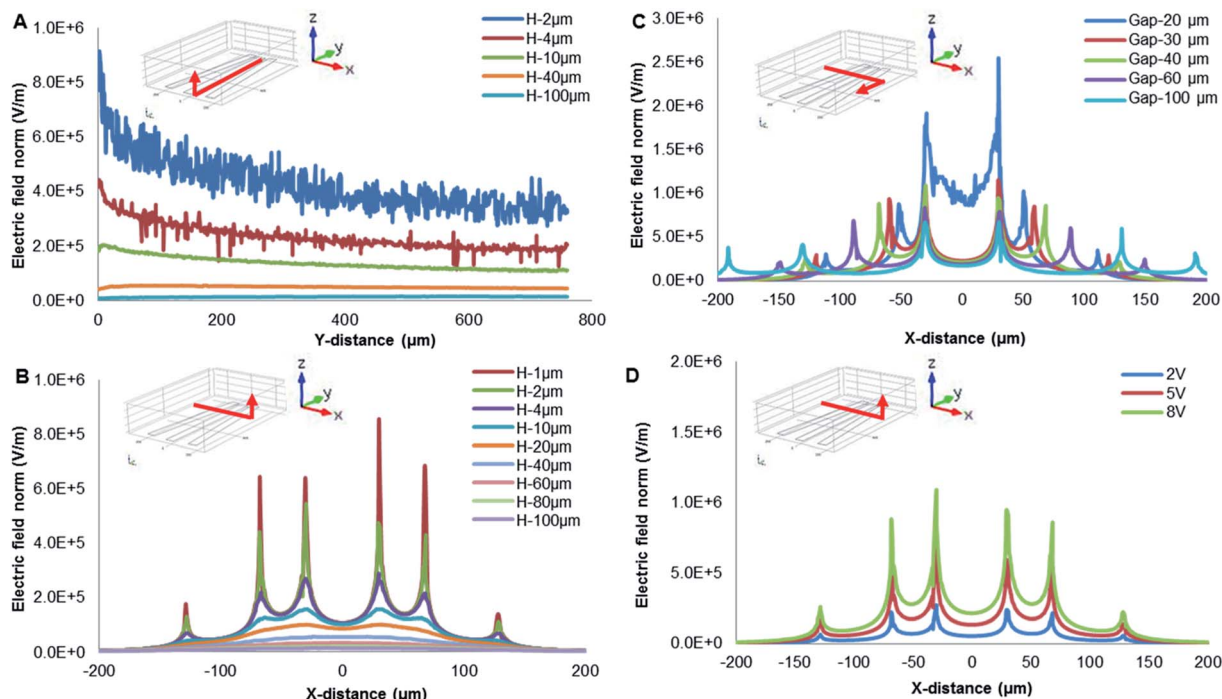 A
Electric field norm (V/m)
1.0E+6
8.0E+5
6.0E+5
4.0E+5
2.0E+5
0.0E+0
0 200 400 600 800
Y-distance (µm)
z
y
x
H-2µm
H-4µm
H-10µm
H-40µm
H-100µm
C
Electric field norm (V/m)
3.0E+6
2.5E+6
2.0E+6
1.5E+6
1.0E+6
5.0E+5
0.0E+0
-200 -150 -100 -50 0 50 100 150 200
X-distance (µm)
z
y
x
Gap-20 µm
Gap-30 µm
Gap-40 µm
Gap-60 µm
Gap-100 µm
B
Electric field norm (V/m)
1.0E+6
8.0E+5
6.0E+5
4.0E+5
2.0E+5
0.0E+0
-200 -100 0 100 200
X-distance (µm)
z
y
x
H-1µm
H-2µm
H-4µm
H-10µm
H-20µm
H-40µm
H-60µm
H-80µm
H-100µm
D
Electric field norm (V/m)
2.0E+6
1.5E+6
1.0E+6
5.0E+5
0.0E+0
-200 -150 -100 -50 0 50 100 150 200
X-distance (µm)
z
y
x
2V
5V
8V